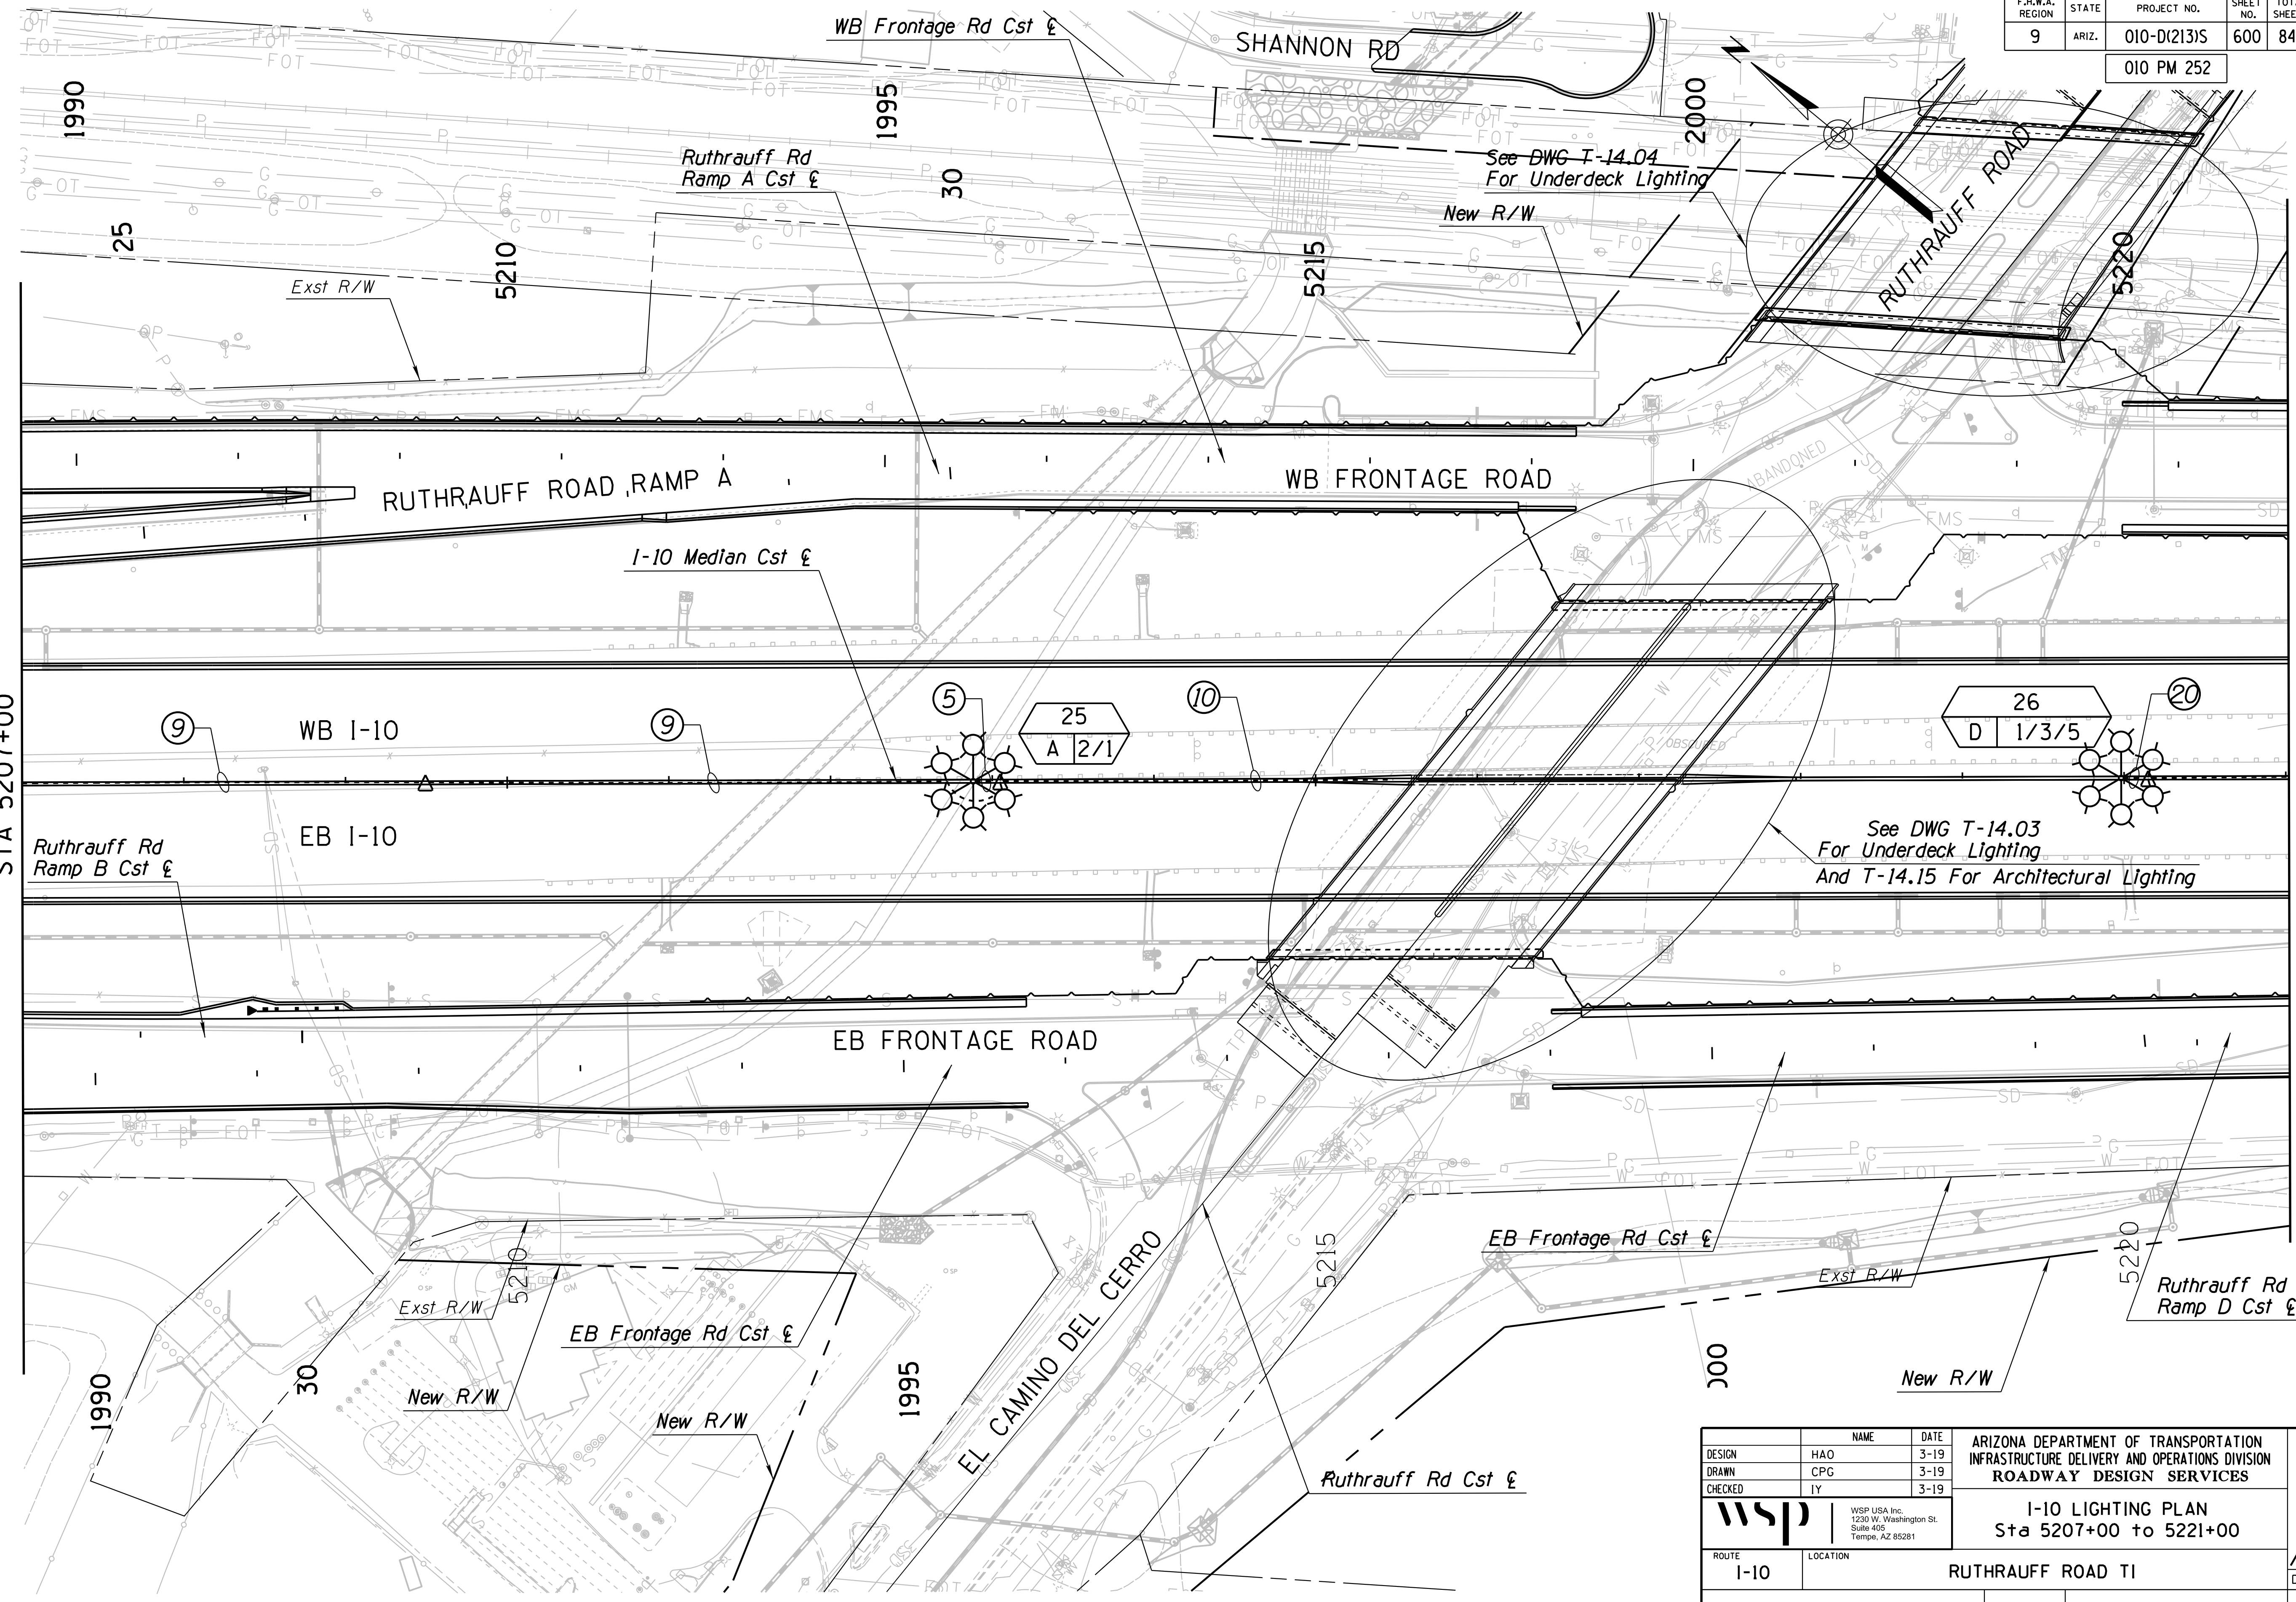 F.H.W.A. REGION
STATE
PROJECT NO.
SHEET NO.
9
ARIZ.
010-D(213)S
600
84
010 PM 252
WB Frontage Rd Cst ℄
SHANNON RD
N
1990
1995
2000
Ruthrauff Rd
Ramp A Cst ℄
30
See DWG T-14.04
For Underdeck Lighting
New R/W
RUTHRAUFF ROAD
25
5210
5215
5220
Exst R/W
RUTHRAUFF ROAD RAMP A
WB FRONTAGE ROAD
ABANDONED
I-10 Median Cst ℄
STA 5207+00
9
WB I-10
9
5
25
A 2/1
10
26
D 1/3/5
20
OBSCURED
EB I-10
Ruthrauff Rd
Ramp B Cst ℄
See DWG T-14.03
For Underdeck Lighting
And T-14.15 For Architectural Lighting
EB FRONTAGE ROAD
EB Frontage Rd Cst ℄
Exst R/W
5210
Exst R/W
EB Frontage Rd Cst ℄
5215
5220
Ruthrauff Rd
Ramp D Cst ℄
1990
30
New R/W
New R/W
1995
EL CAMINO DEL CERRO
Ruthrauff Rd Cst ℄
New R/W
NAME
DATE
DESIGN HAO 3-19
DRAWN CPG 3-19
CHECKED IY 3-19
ARIZONA DEPARTMENT OF TRANSPORTATION
INFRASTRUCTURE DELIVERY AND OPERATIONS DIVISION
ROADWAY DESIGN SERVICES
wsp
WSP USA Inc.
1230 W. Washington St.
Suite 405
Tempe, AZ 85281
I-10 LIGHTING PLAN
Sta 5207+00 to 5221+00
ROUTE
I-10
LOCATION
RUTHRAUFF ROAD TI